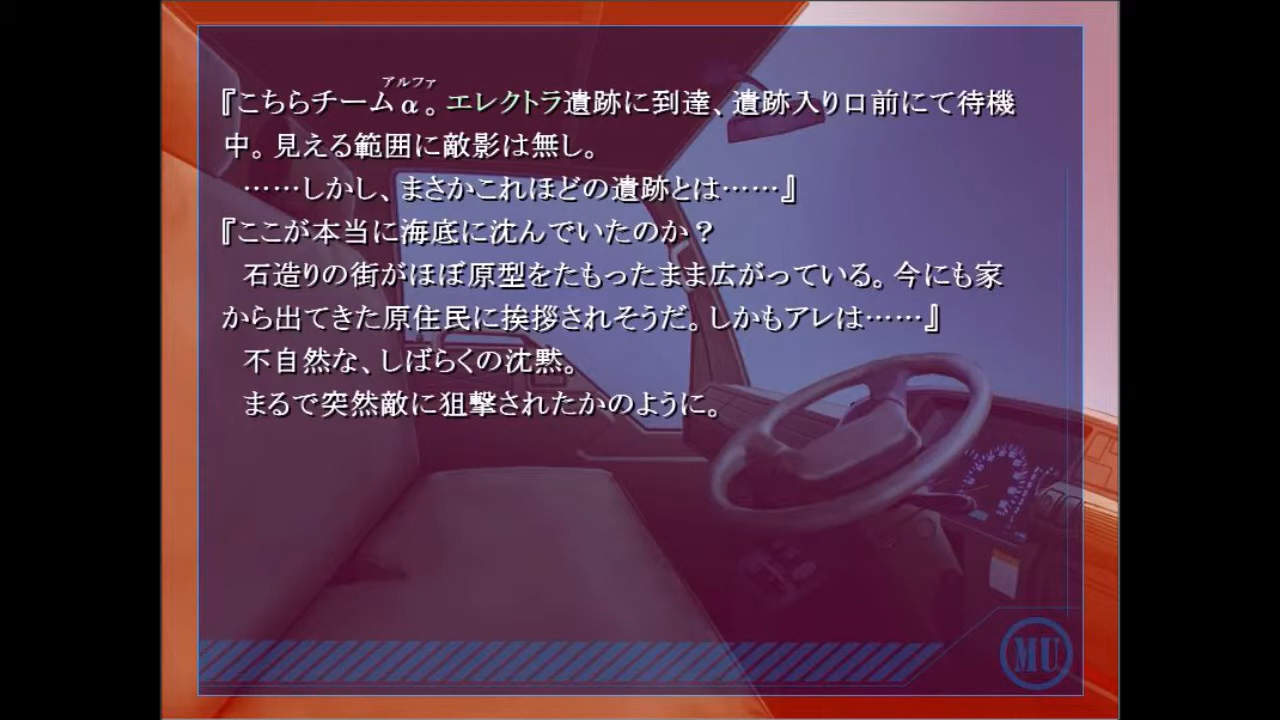 アルファ
『こちらチームα。エレクトラ遺跡に到達、遺跡入り口前にて待機
中。見える範囲に敵影は無し。
……しかし、まさかこれほどの遺跡とは……』
『ここが本当に海底に沈んでいたのか？
石造りの街がほぼ原型をたもったまま広がっている。今にも家
から出てきた原住民に挨拶されそうだ。しかもアレは……』
不自然な、しばらくの沈黙。
まるで突然敵に狙撃されたかのように。
MU